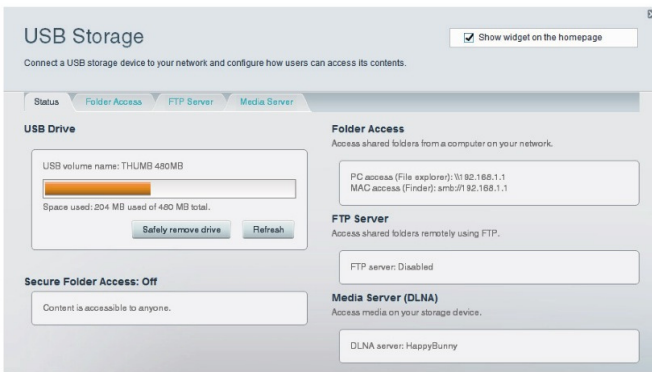 USB Storage
Show widget on the homepage
Connect a USB storage device to your network and configure how users can access its contents.
Status
Folder Access
FTP Server
Media Server
USB Drive
USB volume name: THUMB 480MB
Space used: 204 MB used of 480 MB total.
Safely remove drive
Refresh
Secure Folder Access: Off
Content is accessible to anyone.
Folder Access
Access shared folders from a computer on your network.
PC access (File explorer): \\192.168.1.1
MAC access (Finder): smb://192.168.1.1
FTP Server
Access shared folders remotely using FTP.
FTP server: Disabled
Media Server (DLNA)
Access media on your storage device.
DLNA server: HappyBunny